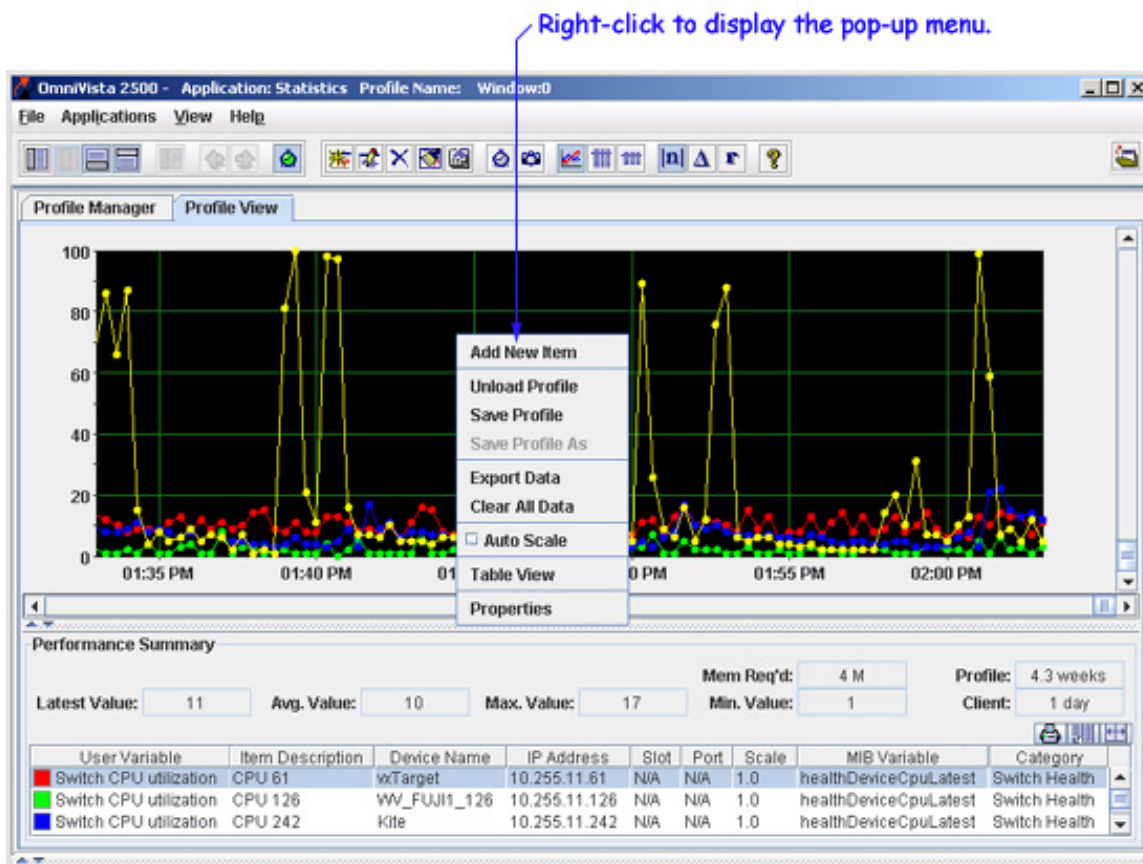 Right-click to display the pop-up menu.
OmniVista 2500 - Application: Statistics Profile Name: Window:0
File Applications View Help
|n| Δ r ?
Profile Manager Profile View
100
80
60
40
20
0
01:35 PM 01:40 PM 01 0 PM 01:55 PM 02:00 PM
Add New Item
Unload Profile
Save Profile
Save Profile As
Export Data
Clear All Data
Auto Scale
Table View
Properties
Performance Summary
Mem Req'd: 4 M Profile: 4.3 weeks
Latest Value: 11 Avg. Value: 10 Max. Value: 17 Min. Value: 1 Client: 1 day
User Variable Item Description Device Name IP Address Slot Port Scale MIB Variable Category
Switch CPU utilization CPU 61 vxTarget 10.255.11.61 N/A N/A 1.0 healthDeviceCpuLatest Switch Health
Switch CPU utilization CPU 126 WV_FUJI1_126 10.255.11.126 N/A N/A 1.0 healthDeviceCpuLatest Switch Health
Switch CPU utilization CPU 242 Kite 10.255.11.242 N/A N/A 1.0 healthDeviceCpuLatest Switch Health